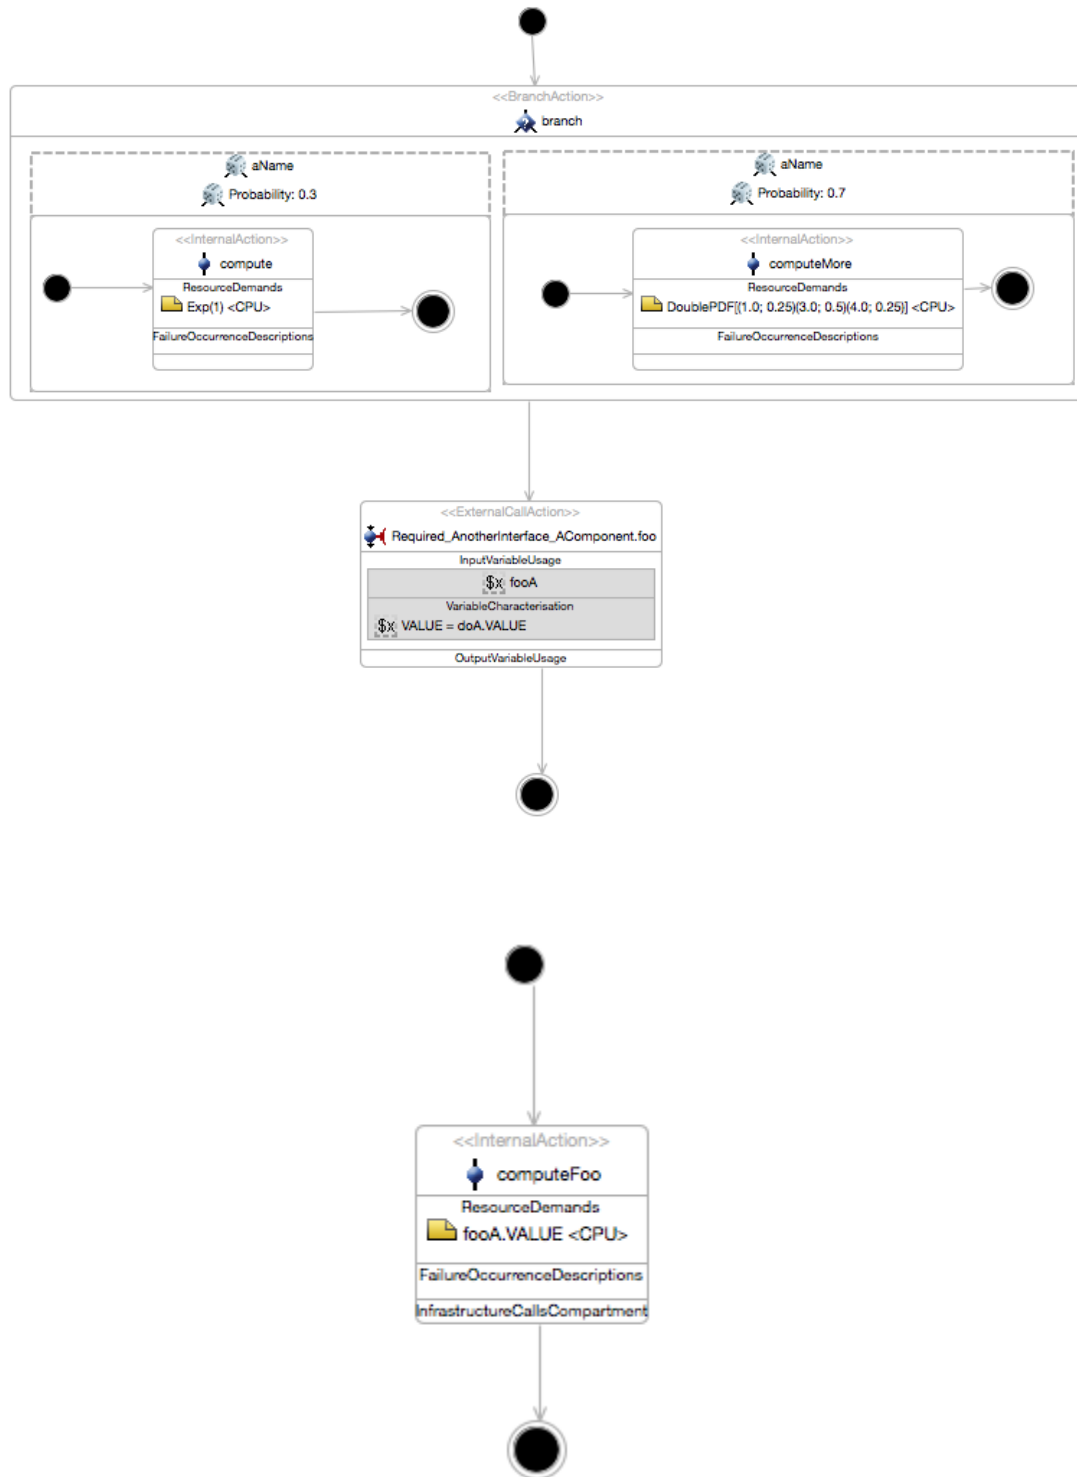 <<BranchAction>>
branch
aName
Probability: 0.3
<<InternalAction>>
compute
ResourceDemands
Exp(1) <CPU>
FailureOccurrenceDescriptions
aName
Probability: 0.7
<<InternalAction>>
computeMore
ResourceDemands
DoublePDF[(1.0; 0.25)(3.0; 0.5)(4.0; 0.25)] <CPU>
FailureOccurrenceDescriptions
<<ExternalCallAction>>
Required_AnotherInterface_AComponent.foo
InputVariableUsage
$x fooA
VariableCharacterisation
$x VALUE = doA.VALUE
OutputVariableUsage
<<InternalAction>>
computeFoo
ResourceDemands
fooA.VALUE <CPU>
FailureOccurrenceDescriptions
InfrastructureCallsCompartment